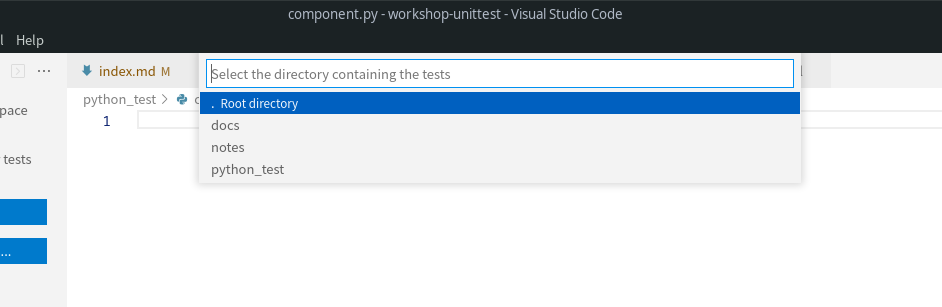 component.py - workshop-unittest - Visual Studio Code
Help
index.md M
Select the directory containing the tests
python_test >
. Root directory
pace
1
docs
notes
tests
python_test
...